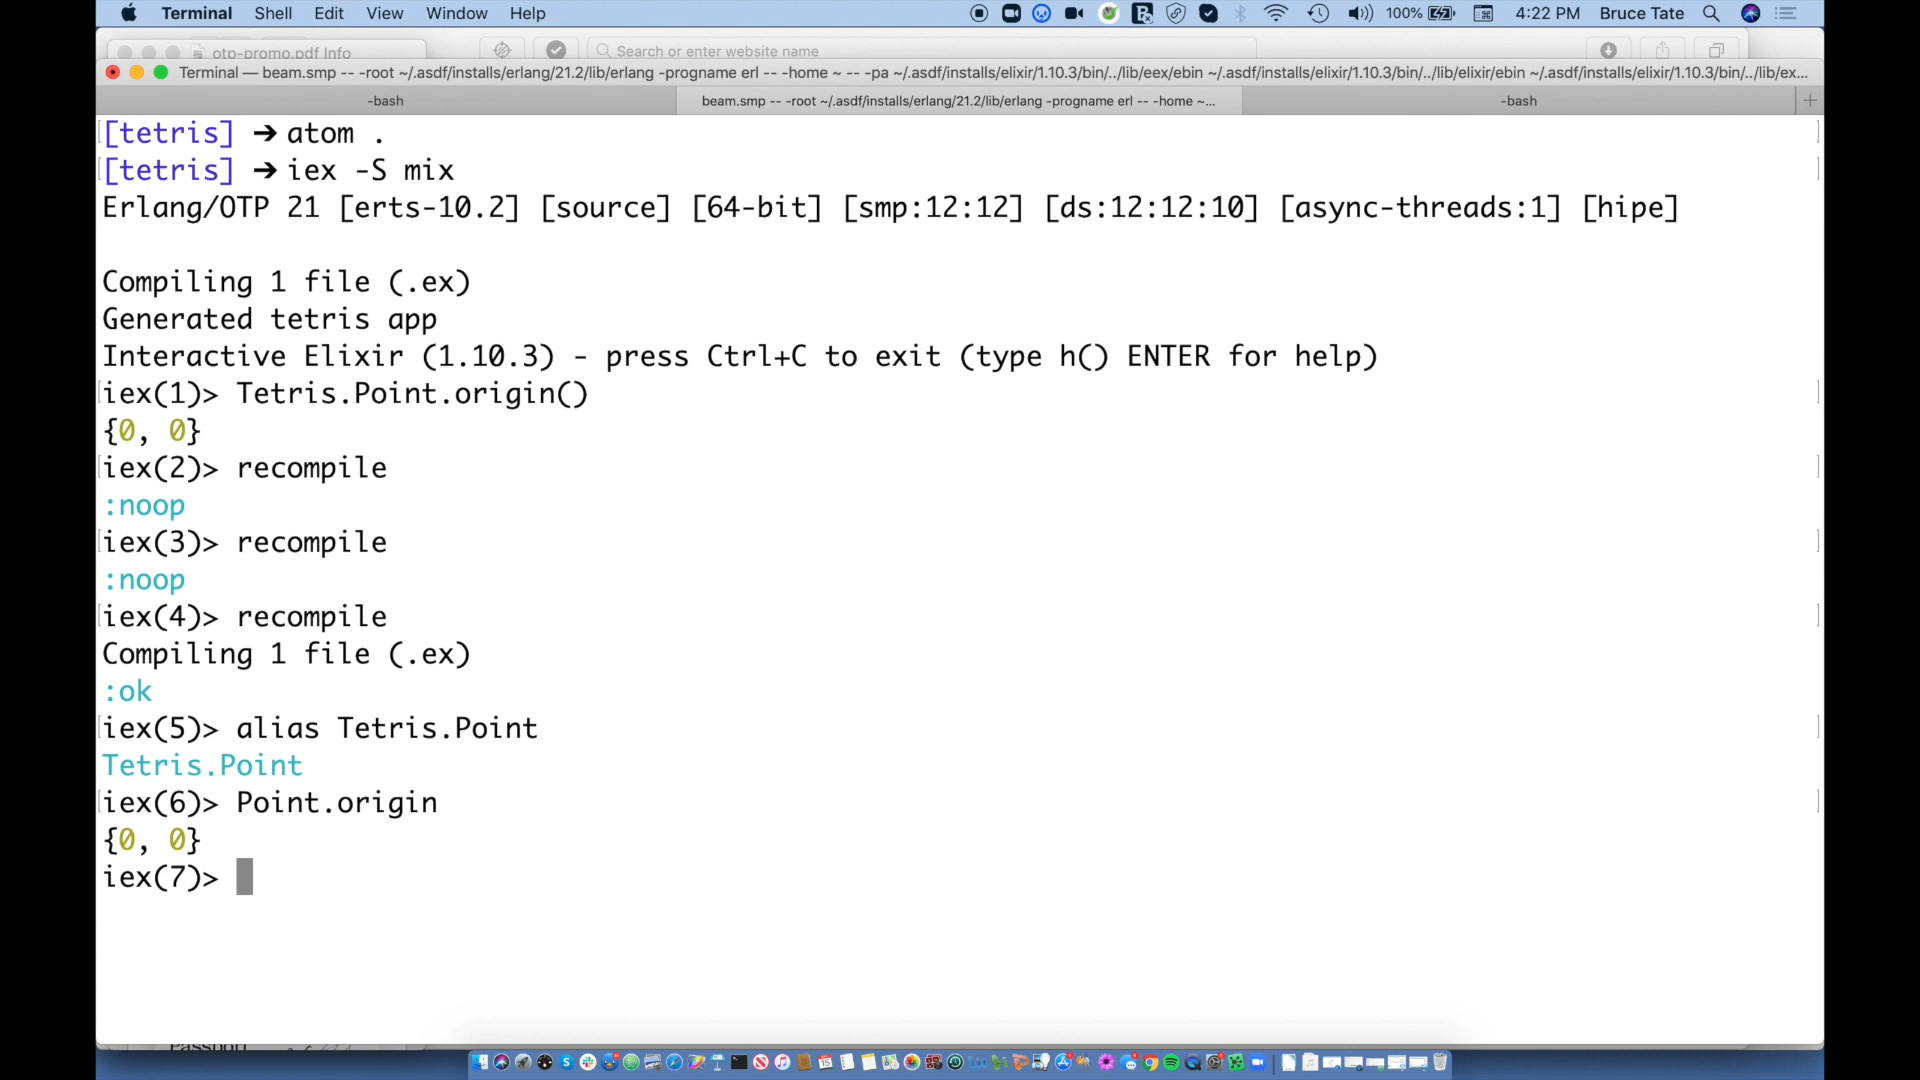 Terminal Shell Edit View Window Help 100% 4:22 PM Bruce Tate
otp-promo.pdf Info Search or enter website name
Terminal — beam.smp -- -root ~/.asdf/installs/erlang/21.2/lib/erlang -progname erl -- -home ~ -- -pa ~/.asdf/installs/elixir/1.10.3/bin/../lib/eex/ebin ~/.asdf/installs/elixir/1.10.3/bin/../lib/elixir/ebin ~/.asdf/installs/elixir/1.10.3/bin/../lib/ex...
-bash beam.smp -- -root ~/.asdf/installs/erlang/21.2/lib/erlang -progname erl -- -home ~... -bash
[tetris] ➔ atom .
[tetris] ➔ iex -S mix
Erlang/OTP 21 [erts-10.2] [source] [64-bit] [smp:12:12] [ds:12:12:10] [async-threads:1] [hipe]
Compiling 1 file (.ex)
Generated tetris app
Interactive Elixir (1.10.3) - press Ctrl+C to exit (type h() ENTER for help)
iex(1)> Tetris.Point.origin()
{0, 0}
iex(2)> recompile
:noop
iex(3)> recompile
:noop
iex(4)> recompile
Compiling 1 file (.ex)
:ok
iex(5)> alias Tetris.Point
Tetris.Point
iex(6)> Point.origin
{0, 0}
iex(7)>
Passport